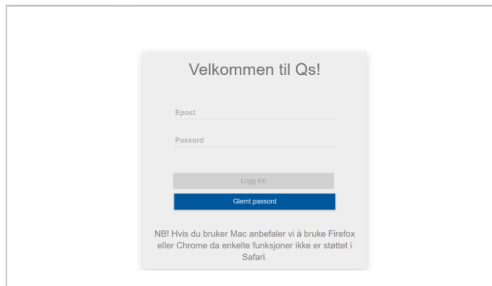 Velkommen til Qs!
Epost
Passord
Logg inn
Glemt passord
NB! Hvis du bruker Mac anbefaler vi å bruke Firefox
eller Chrome da enkelte funksjoner ikke er støttet i
Safari.